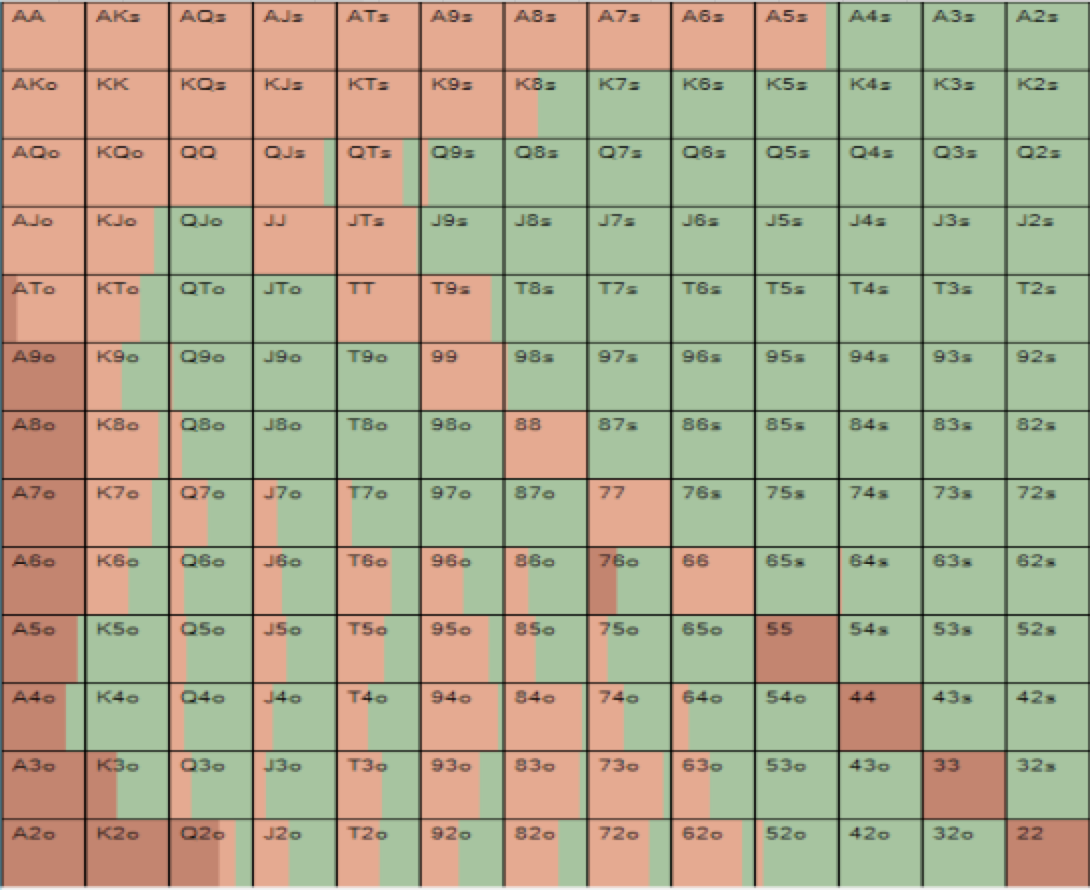 AA AKs AQs AJs ATs A9s A8s A7s A6s A5s A4s A3s A2s
AKo KK KQs KJs KTs K9s K8s K7s K6s K5s K4s K3s K2s
AQo KQo QQ QJs QTs Q9s Q8s Q7s Q6s Q5s Q4s Q3s Q2s
AJo KJo QJo JJ JTs J9s J8s J7s J6s J5s J4s J3s J2s
ATo KTo QTo JTo TT T9s T8s T7s T6s T5s T4s T3s T2s
A9o K9o Q9o J9o T9o 99 98s 97s 96s 95s 94s 93s 92s
A8o K8o Q8o J8o T8o 98o 88 87s 86s 85s 84s 83s 82s
A7o K7o Q7o J7o T7o 97o 87o 77 76s 75s 74s 73s 72s
A6o K6o Q6o J6o T6o 96o 86o 76o 66 65s 64s 63s 62s
A5o K5o Q5o J5o T5o 95o 85o 75o 65o 55 54s 53s 52s
A4o K4o Q4o J4o T4o 94o 84o 74o 64o 54o 44 43s 42s
A3o K3o Q3o J3o T3o 93o 83o 73o 63o 53o 43o 33 32s
A2o K2o Q2o J2o T2o 92o 82o 72o 62o 52o 42o 32o 22